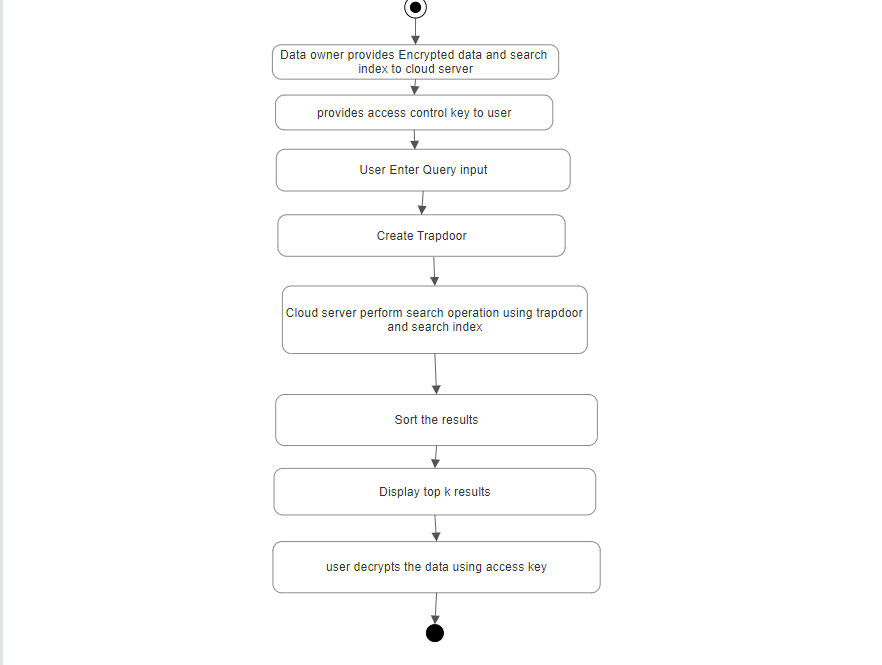 Data owner provides Encrypted data and search
index to cloud server
provides access control key to user
User Enter Query input
Create Trapdoor
Cloud server perform search operation using trapdoor
and search index
Sort the results
Display top k results
user decrypts the data using access key